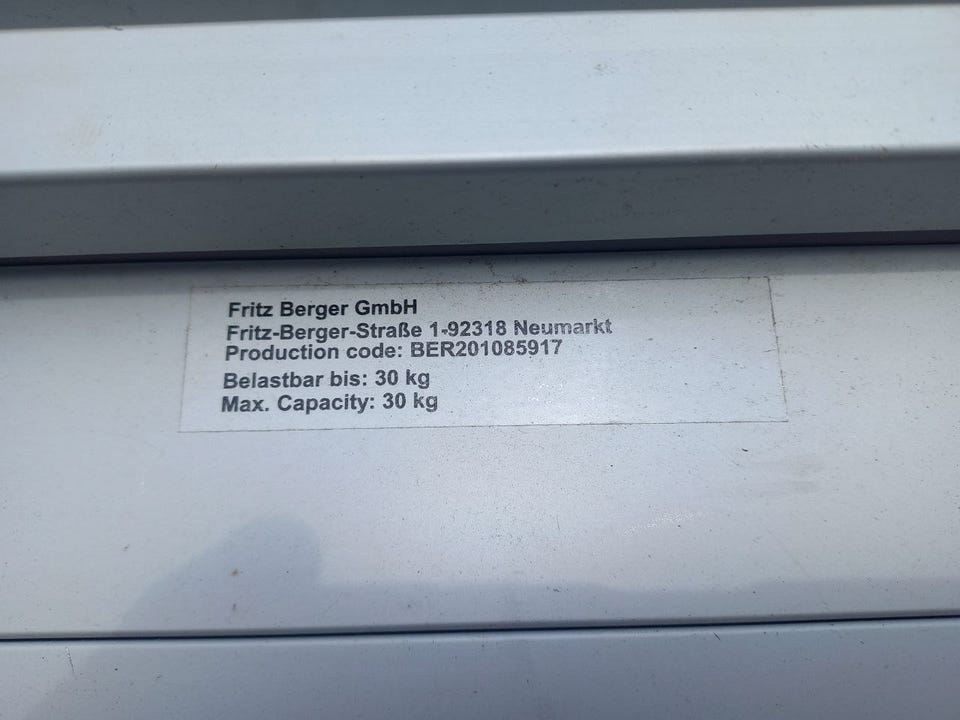 Fritz Berger GmbH
Fritz-Berger-Straße 1-92318 Neumarkt
Production code: BER201085917
Belastbar bis: 30 kg
Max. Capacity: 30 kg